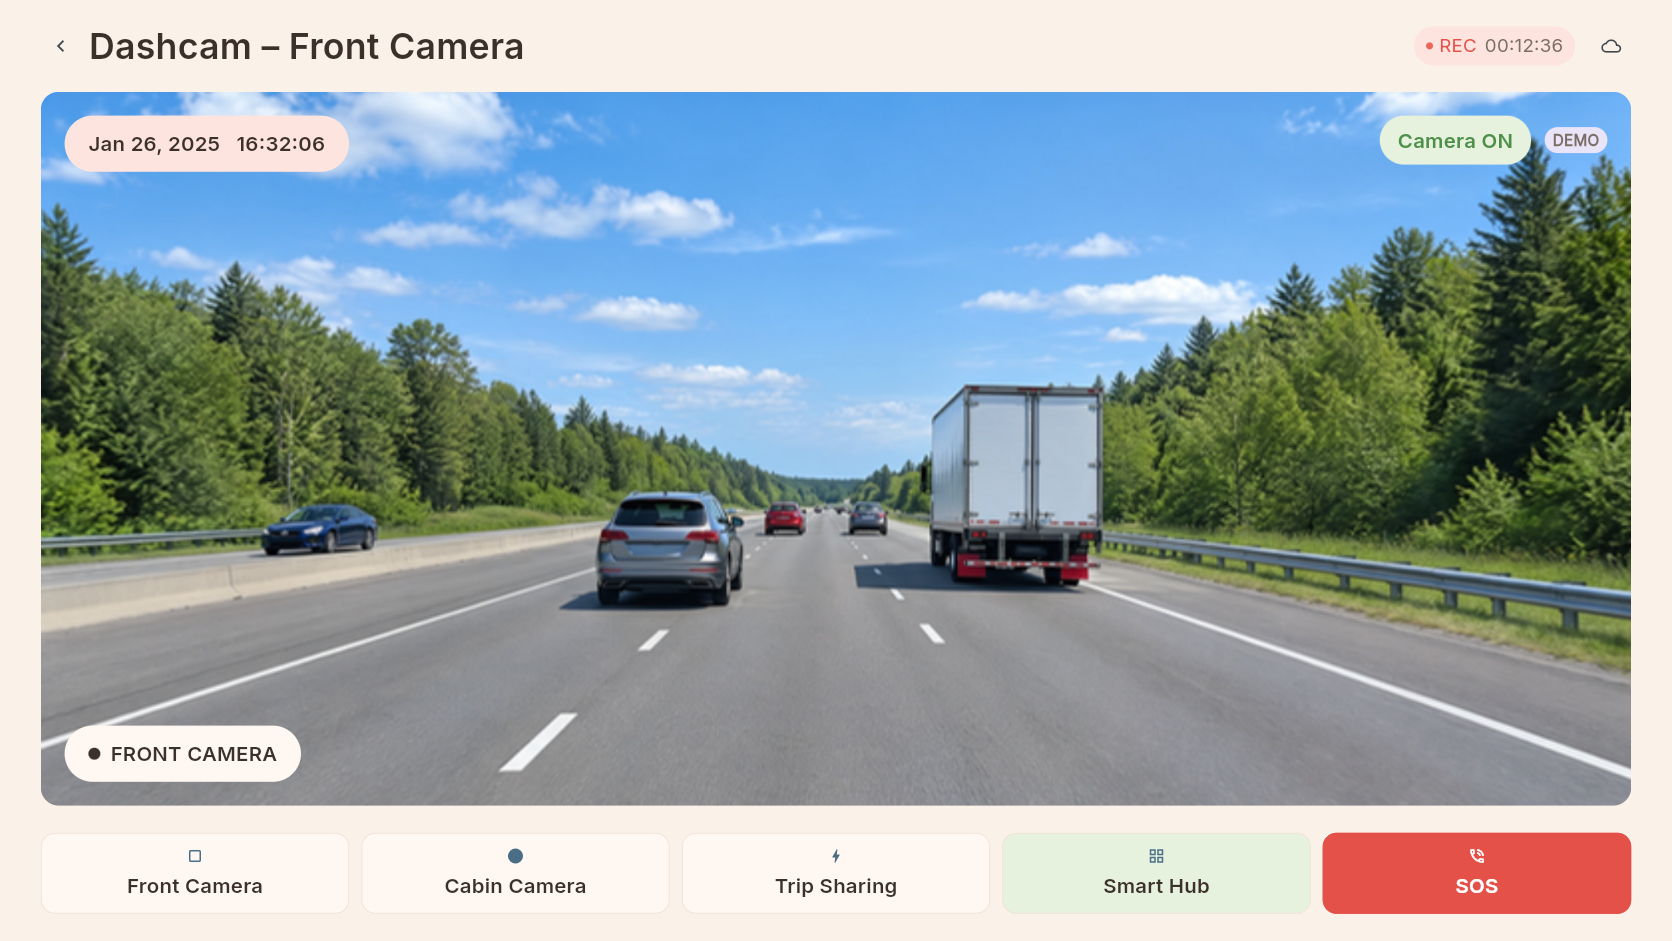 Dashcam – Front Camera
REC 00:12:36
Jan 26, 2025 16:32:06
Camera ON
DEMO
FRONT CAMERA
Front Camera
Cabin Camera
Trip Sharing
Smart Hub
SOS